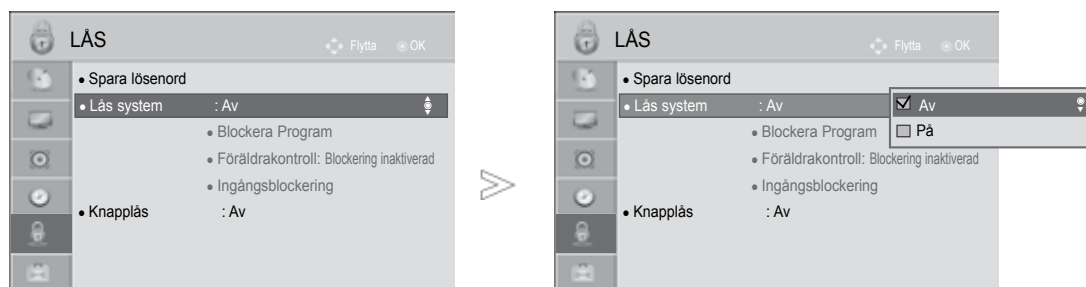 LÅS
Flytta OK
• Spara lösenord
• Lås system : Av
• Blockera Program
• Föräldrakontroll: Blockering inaktiverad
• Ingångsblockering
• Knapplås : Av
LÅS
Flytta OK
• Spara lösenord
• Lås system : Av
Av
På
• Blockera Program
• Föräldrakontroll: Blockering inaktiverad
• Ingångsblockering
• Knapplås : Av